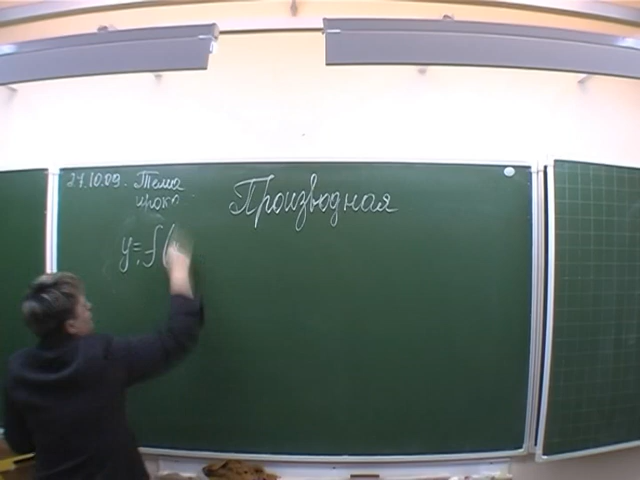 27.10.09. Тема
урока
Производная
y = f(